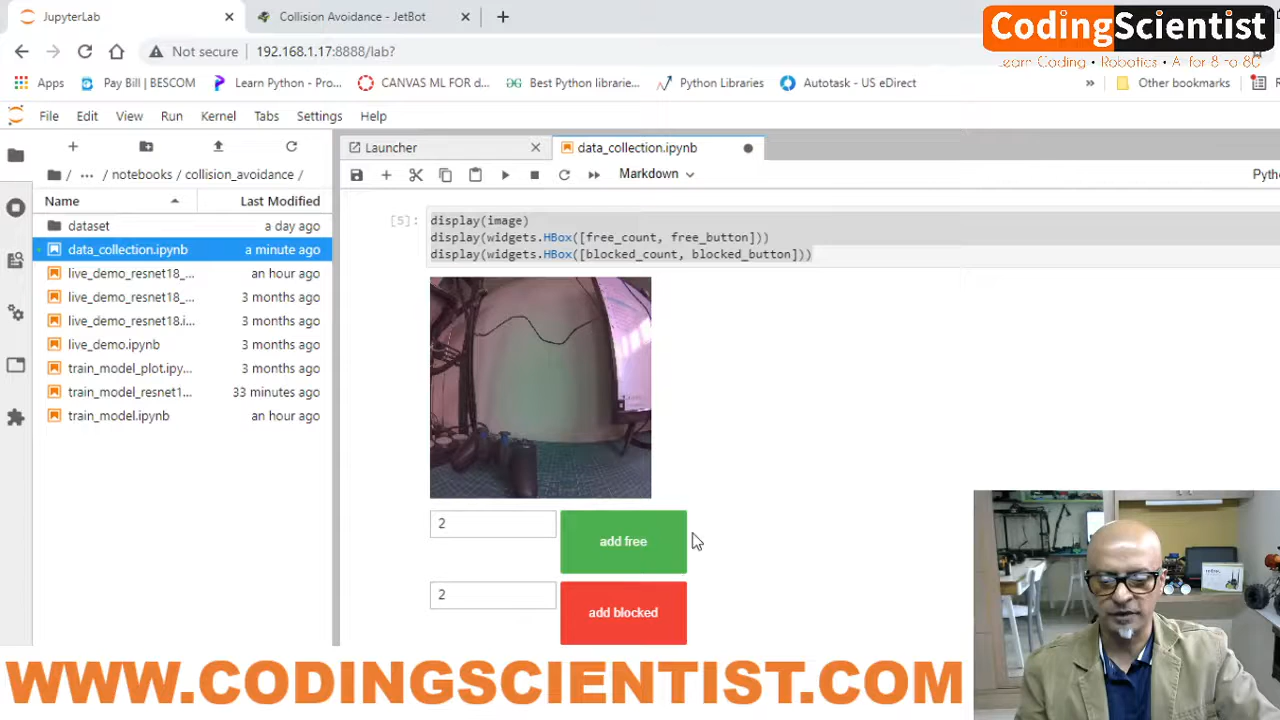 JupyterLab
Collision Avoidance - JetBot
CodingScientist
Learn Coding • Robotics • AI for 8 to 80
Not secure
192.168.1.17:8888/lab?
Apps
Pay Bill | BESCOM
Learn Python - Pro...
CANVAS ML FOR d...
Best Python librarie...
Python Libraries
Autotask - US eDirect
»
Other bookmarks
File Edit View Run Kernel Tabs Settings Help
Launcher
data_collection.ipynb
/ ... / notebooks / collision_avoidance /
Markdown
Name
Last Modified
dataset
a day ago
data_collection.ipynb
a minute ago
live_demo_resnet18_...
an hour ago
live_demo_resnet18_...
3 months ago
live_demo_resnet18.i...
3 months ago
live_demo.ipynb
3 months ago
train_model_plot.ipy...
3 months ago
train_model_resnet1...
33 minutes ago
train_model.ipynb
an hour ago
[5]:
display(image)
display(widgets.HBox([free_count, free_button]))
display(widgets.HBox([blocked_count, blocked_button]))
2
add free
2
add blocked
WWW.CODINGSCIENTIST.COM